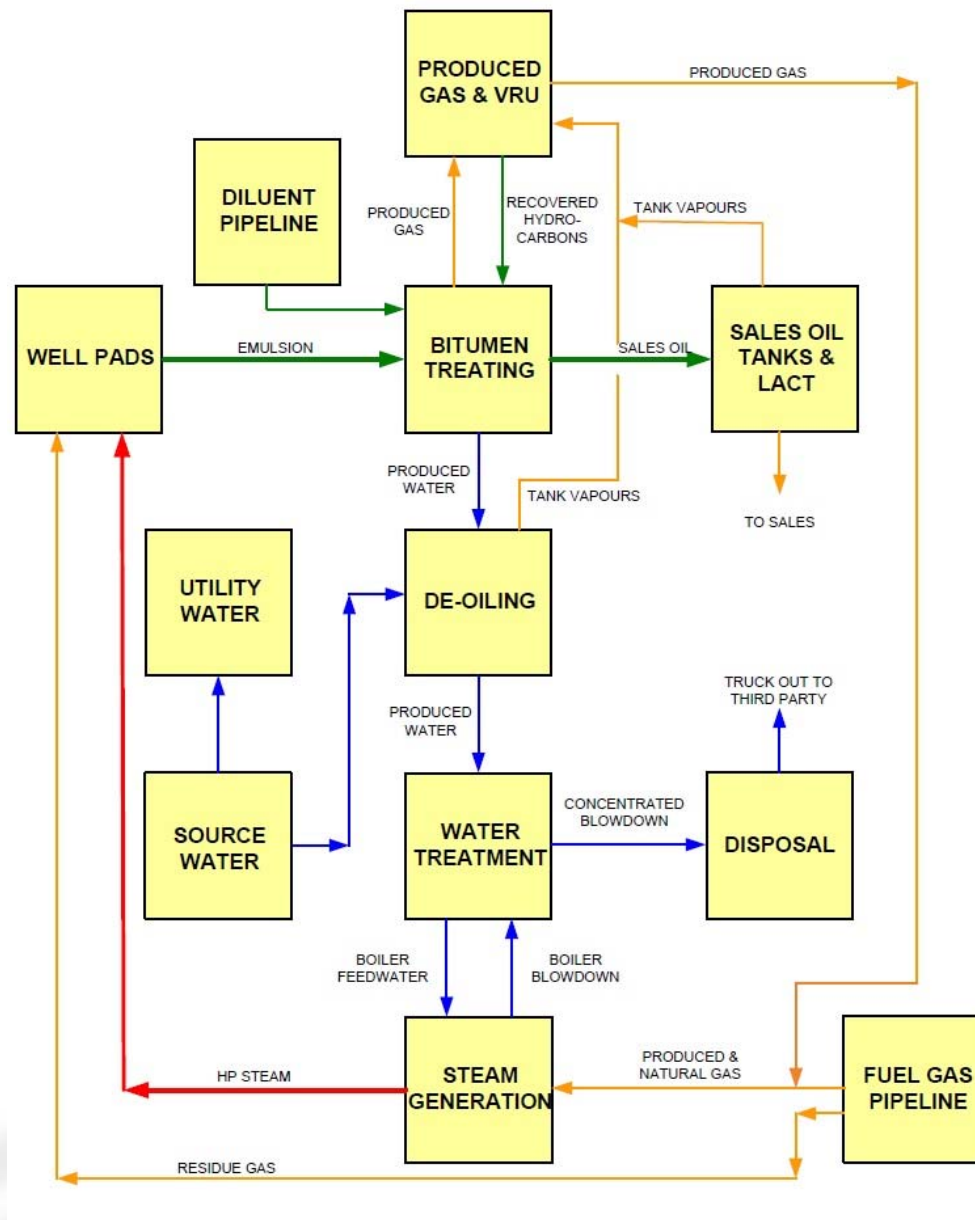 PRODUCED
GAS & VRU
PRODUCED GAS
DILUENT
PIPELINE
PRODUCED
GAS
RECOVERED
HYDRO-
CARBONS
TANK VAPOURS
WELL PADS
EMULSION
BITUMEN
TREATING
SALES OIL
SALES OIL
TANKS &
LACT
PRODUCED
WATER
TANK VAPOURS
TO SALES
UTILITY
WATER
DE-OILING
PRODUCED
WATER
TRUCK OUT TO
THIRD PARTY
SOURCE
WATER
WATER
TREATMENT
CONCENTRATED
BLOWDOWN
DISPOSAL
BOILER
FEEDWATER
BOILER
BLOWDOWN
HP STEAM
STEAM
GENERATION
PRODUCED &
NATURAL GAS
FUEL GAS
PIPELINE
RESIDUE GAS